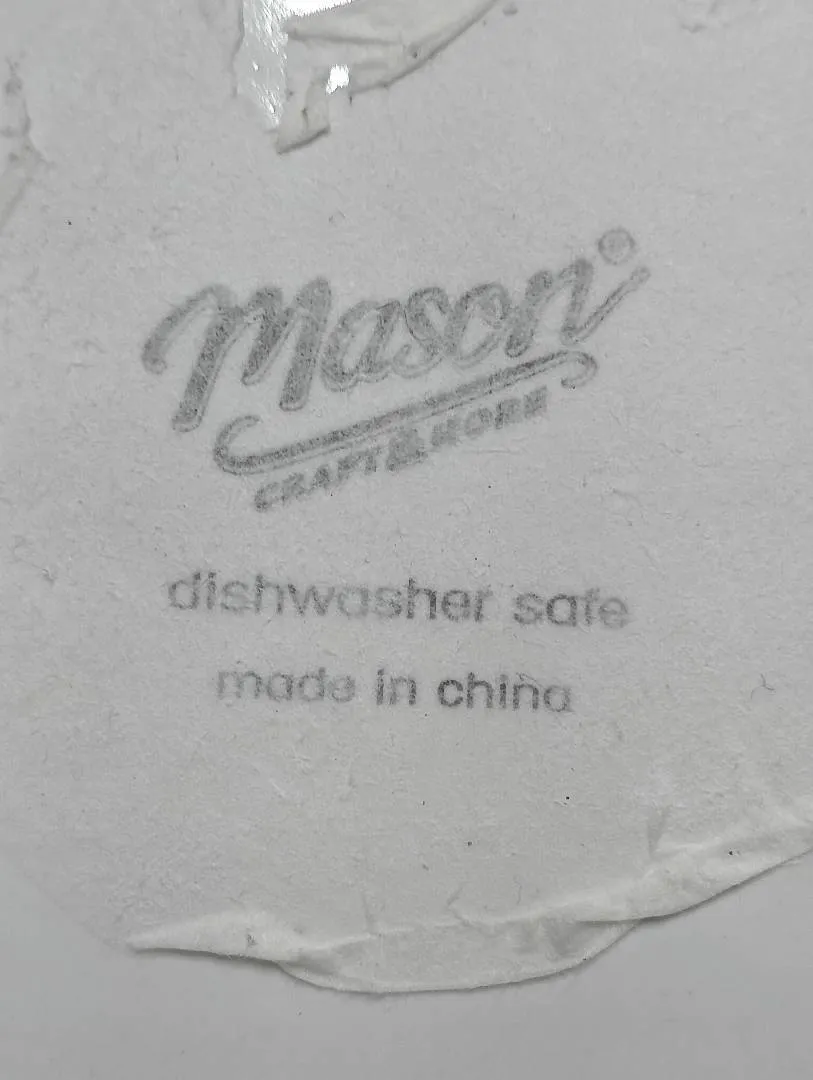 Mason®
CRAFT & MORE
dishwasher safe
made in china